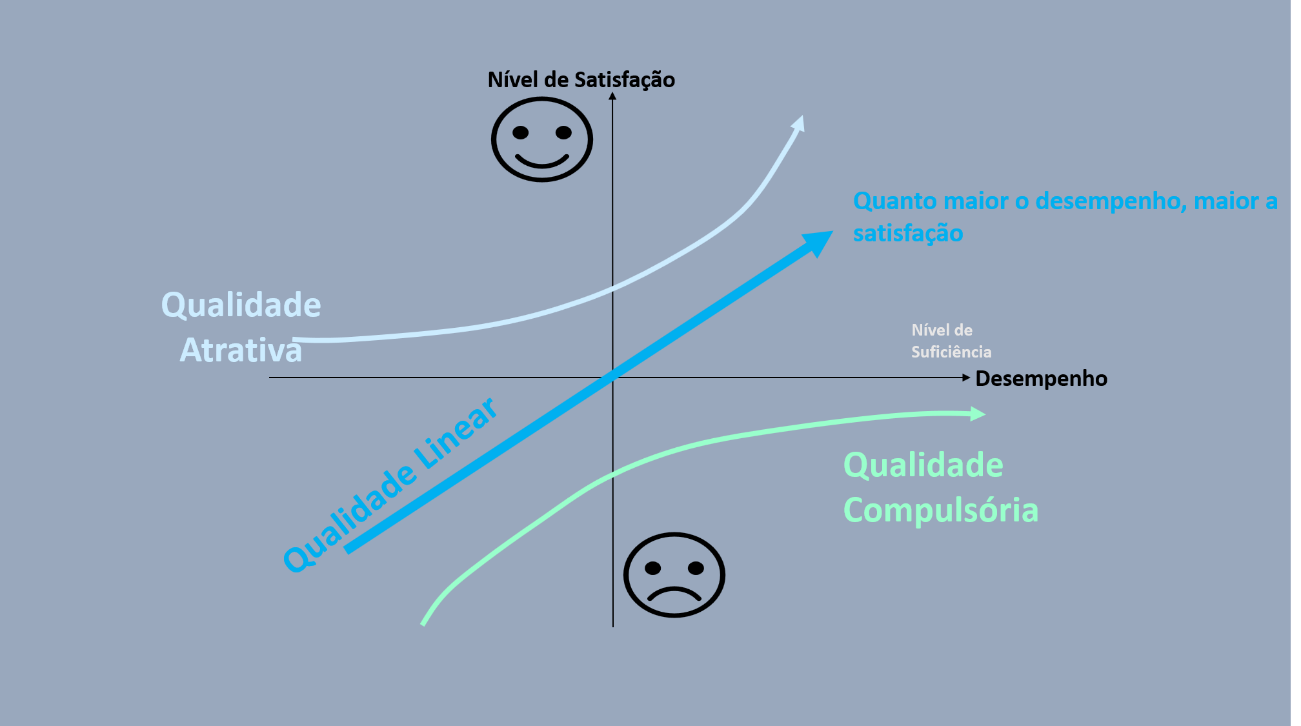 Nível de Satisfação
Quanto maior o desempenho, maior a
satisfação
Qualidade
Atrativa
Nível de
Suficiência
Desempenho
Qualidade Linear
Qualidade
Compulsória